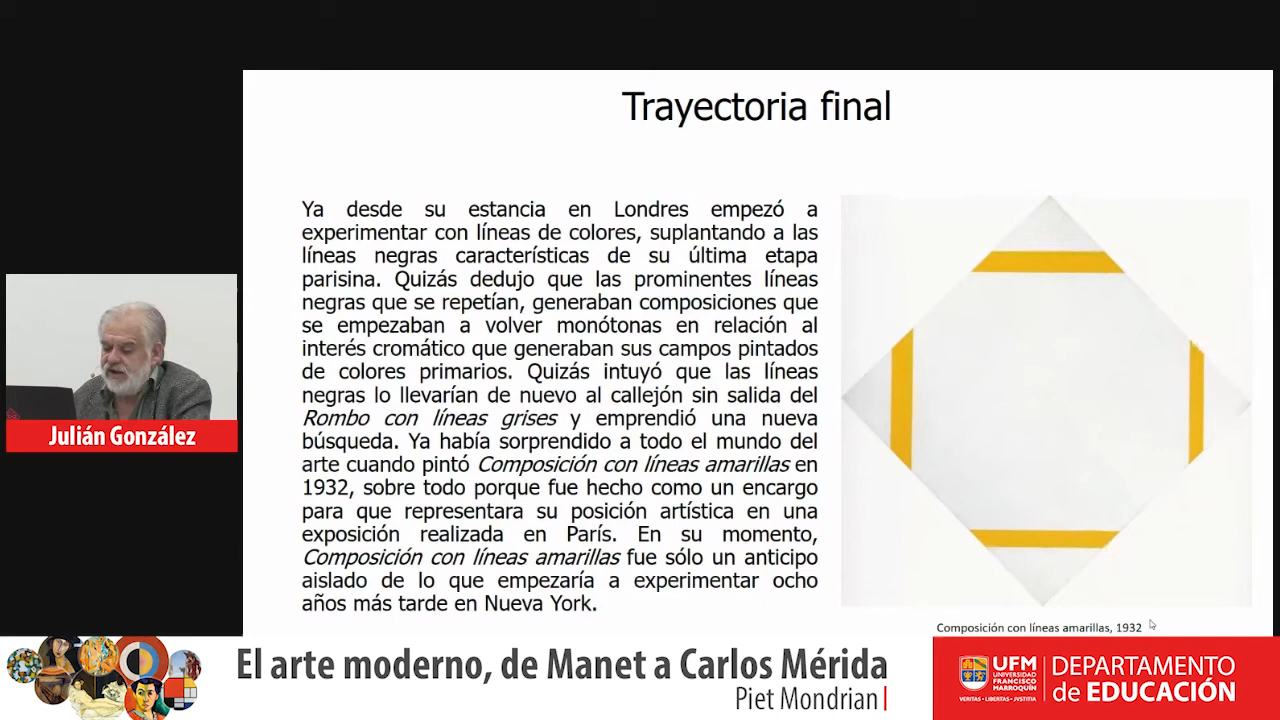 Trayectoria final
Ya desde su estancia en Londres empezó a
experimentar con líneas de colores, suplantando a las
líneas negras características de su última etapa
parisina. Quizás dedujo que las prominentes líneas
negras que se repetían, generaban composiciones que
se empezaban a volver monótonas en relación al
interés cromático que generaban sus campos pintados
de colores primarios. Quizás intuyó que las líneas
negras lo llevarían de nuevo al callejón sin salida del
Rombo con líneas grises y emprendió una nueva
búsqueda. Ya había sorprendido a todo el mundo del
arte cuando pintó Composición con líneas amarillas en
1932, sobre todo porque fue hecho como un encargo
para que representara su posición artística en una
exposición realizada en París. En su momento,
Composición con líneas amarillas fue sólo un anticipo
aislado de lo que empezaría a experimentar ocho
años más tarde en Nueva York.
Composición con líneas amarillas, 1932
Julián González
El arte moderno, de Manet a Carlos Mérida
Piet Mondrian
UFM
UNIVERSIDAD
FRANCISCO
MARROQUÍN
VERITAS • LIBERTAS • JVSTITIA
DEPARTAMENTO
de EDUCACIÓN